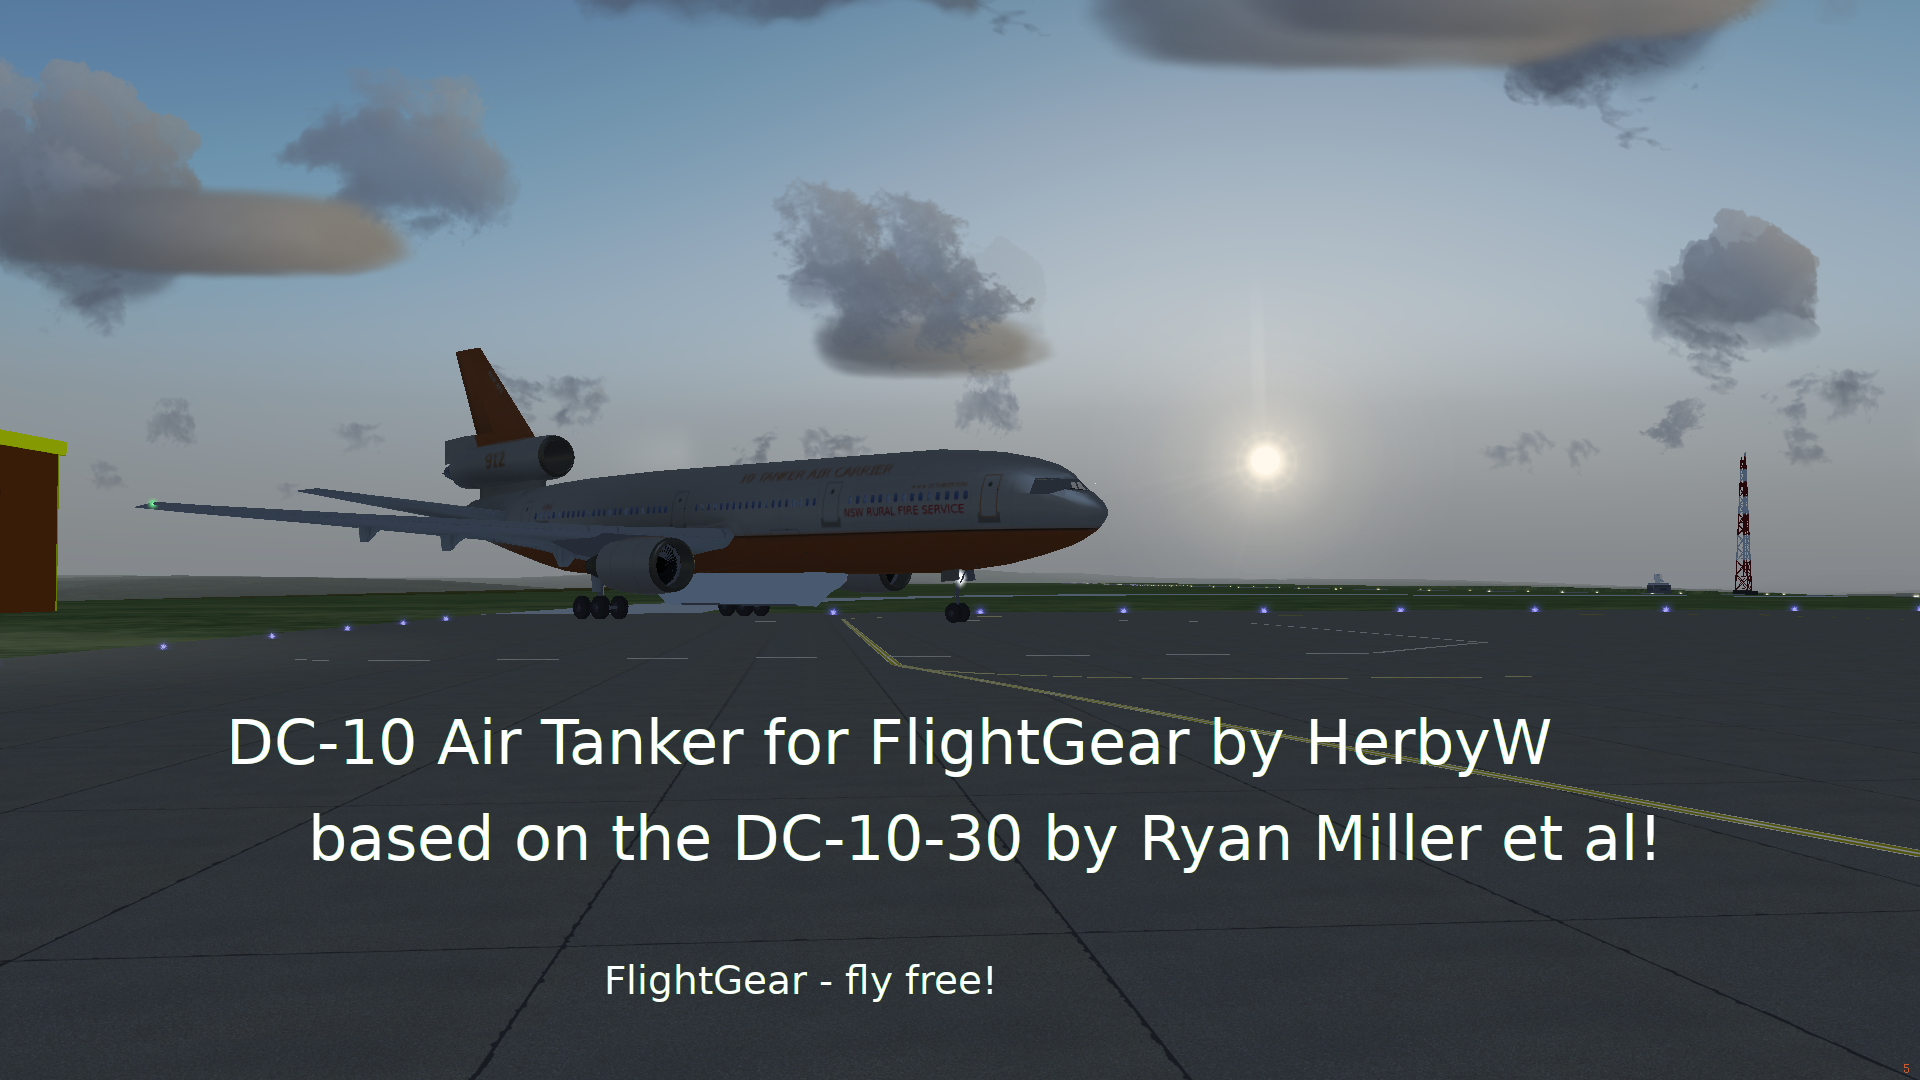 912
10 TANKER AIR CARRIER
NSW RURAL FIRE SERVICE
DC-10 Air Tanker for FlightGear by HerbyW
based on the DC-10-30 by Ryan Miller et al!
FlightGear - fly free!
5